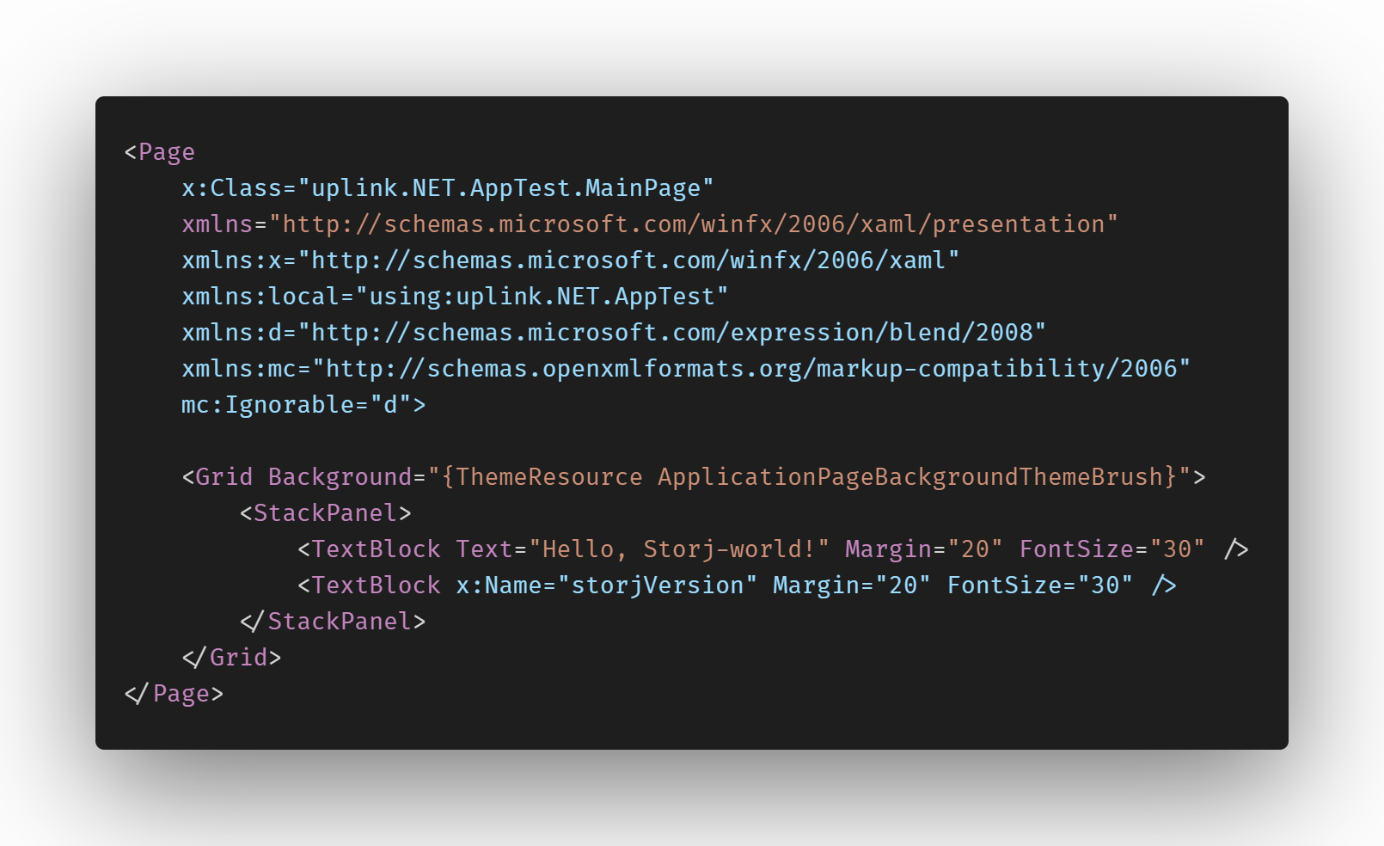 <Page
    x:Class="uplink.NET.AppTest.MainPage"
    xmlns="http://schemas.microsoft.com/winfx/2006/xaml/presentation"
    xmlns:x="http://schemas.microsoft.com/winfx/2006/xaml"
    xmlns:local="using:uplink.NET.AppTest"
    xmlns:d="http://schemas.microsoft.com/expression/blend/2008"
    xmlns:mc="http://schemas.openxmlformats.org/markup-compatibility/2006"
    mc:Ignorable="d">

    <Grid Background="{ThemeResource ApplicationPageBackgroundThemeBrush}">
        <StackPanel>
            <TextBlock Text="Hello, Storj-world!" Margin="20" FontSize="30" />
            <TextBlock x:Name="storjVersion" Margin="20" FontSize="30" />
        </StackPanel>
    </Grid>
</Page>